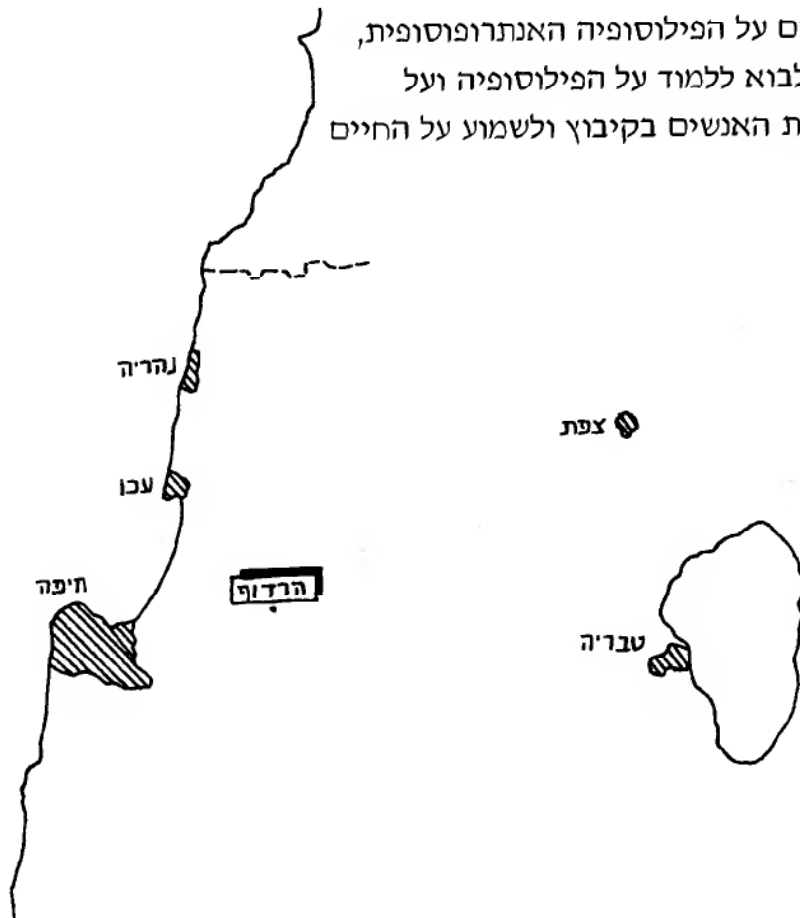 ים על הפילוסופיה האנתרופוסופית,
לבוא ללמוד על הפילוסופיה ועל
ת האנשים בקיבוץ ולשמוע על החיים
נהריה
צפת
עכו
הרדוף
חיפה
טבריה